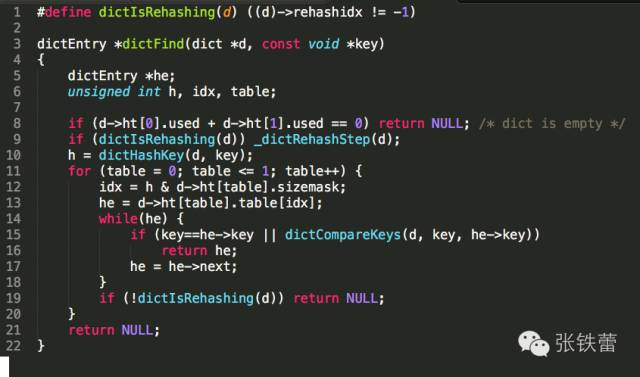 1 #define dictIsRehashing(d) ((d)->rehashidx != -1)
2
3 dictEntry *dictFind(dict *d, const void *key)
4 {
5     dictEntry *he;
6     unsigned int h, idx, table;
7
8     if (d->ht[0].used + d->ht[1].used == 0) return NULL; /* dict is empty */
9     if (dictIsRehashing(d)) _dictRehashStep(d);
10     h = dictHashKey(d, key);
11     for (table = 0; table <= 1; table++) {
12         idx = h & d->ht[table].sizemask;
13         he = d->ht[table].table[idx];
14         while(he) {
15             if (key==he->key || dictCompareKeys(d, key, he->key))
16                 return he;
17             he = he->next;
18         }
19         if (!dictIsRehashing(d)) return NULL;
20     }
21     return NULL;
22 }
张铁蕾